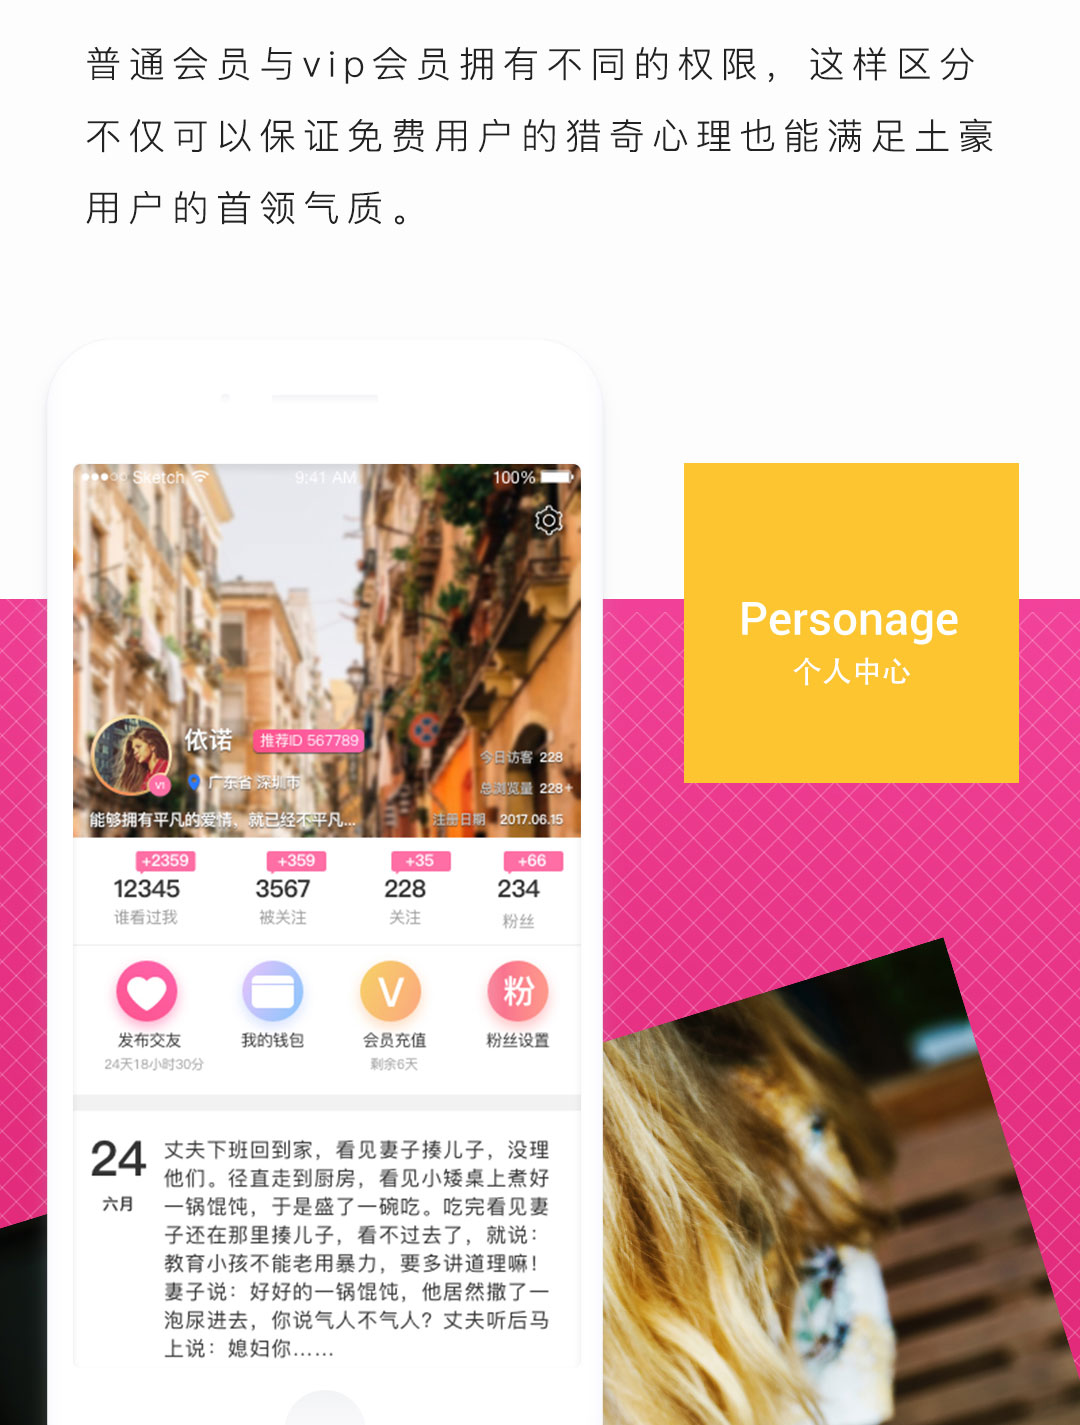 普通会员与vip会员拥有不同的权限，这样区分
不仅可以保证免费用户的猎奇心理也能满足土豪
用户的首领气质。
Sketch 9:41 AM 100%
Personage
个人中心
依诺 推荐ID 567789
V1
广东省 深圳市
能够拥有平凡的爱情、就已经不平凡...
今日访客 228
总浏览量 228+
注册日期 2017.06.15
+2359 +359 +35 +66
12345 3567 228 234
谁看过我 被关注 关注 粉丝
V 粉
发布交友 我的钱包 会员充值 粉丝设置
24天18小时30分 剩余6天
24
六月
丈夫下班回到家，看见妻子揍儿子，没理
他们。径直走到厨房，看见小矮桌上煮好
一锅馄饨，于是盛了一碗吃。吃完看见妻
子还在那里揍儿子，看不过去了，就说：
教育小孩不能老用暴力，要多讲道理嘛！
妻子说：好好的一锅馄饨，他居然撒了一
泡尿进去，你说气人不气人？丈夫听后马
上说：媳妇你……